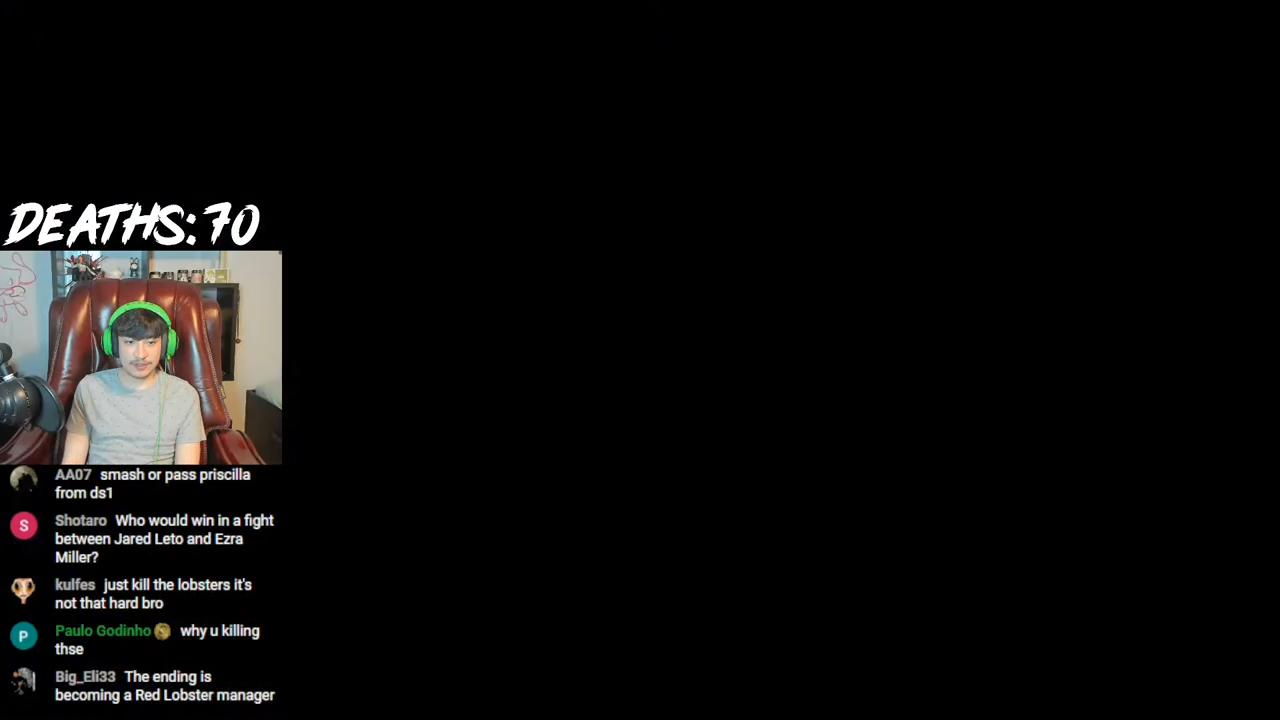 DEATHS: 70
AA07 smash or pass priscilla
from ds1
S Shotaro Who would win in a fight
between Jared Leto and Ezra
Miller?
kulfes just kill the lobsters it's
not that hard bro
P Paulo Godinho why u killing
thse
Big_Eli33 The ending is
becoming a Red Lobster manager